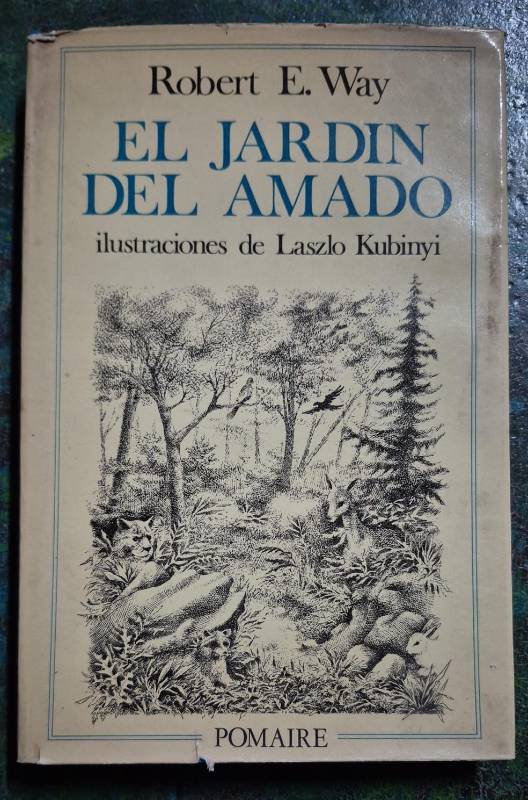 Robert E. Way
EL JARDIN
DEL AMADO
ilustraciones de Laszlo Kubinyi
POMAIRE